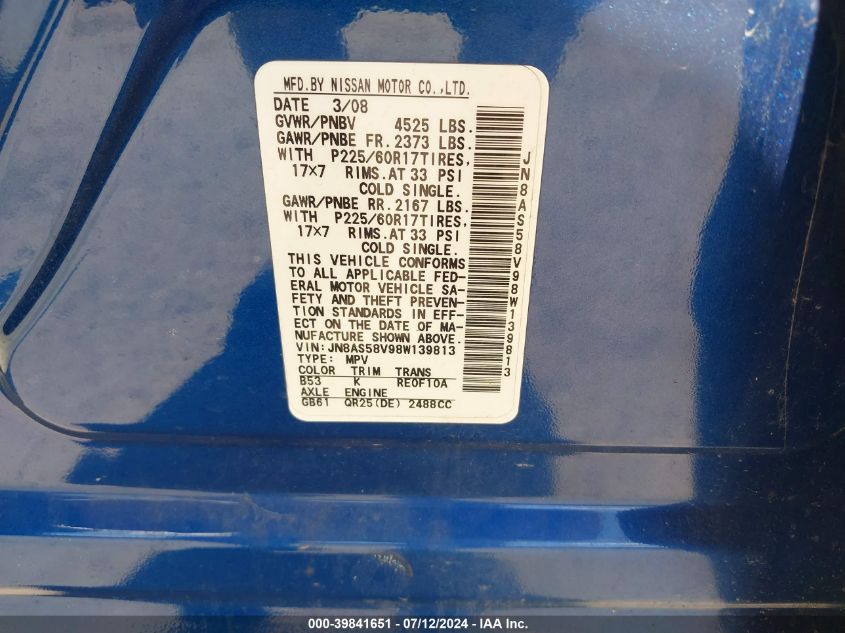 MFD.BY NISSAN MOTOR CO.,LTD.
DATE 3/08
GVWR/PNBV 4525 LBS.
GAWR/PNBE FR. 2373 LBS.
WITH P225/60R17TIRES,
17×7 RIMS.AT 33 PSI
COLD SINGLE.
GAWR/PNBE RR. 2167 LBS.
WITH P225/60R17TIRES,
17×7 RIMS.AT 33 PSI
COLD SINGLE.
THIS VEHICLE CONFORMS
TO ALL APPLICABLE FED-
ERAL MOTOR VEHICLE SA-
FETY AND THEFT PREVEN-
TION STANDARDS IN EFF-
ECT ON THE DATE OF MA-
NUFACTURE SHOWN ABOVE.
VIN:JN8AS58V98W139813
TYPE: MPV
COLOR TRIM TRANS
B53 K RE0F10A
AXLE ENGINE
GB61 QR25(DE) 2488CC
JN8AS58V98W139813
000-39841651 - 07/12/2024 - IAA Inc.